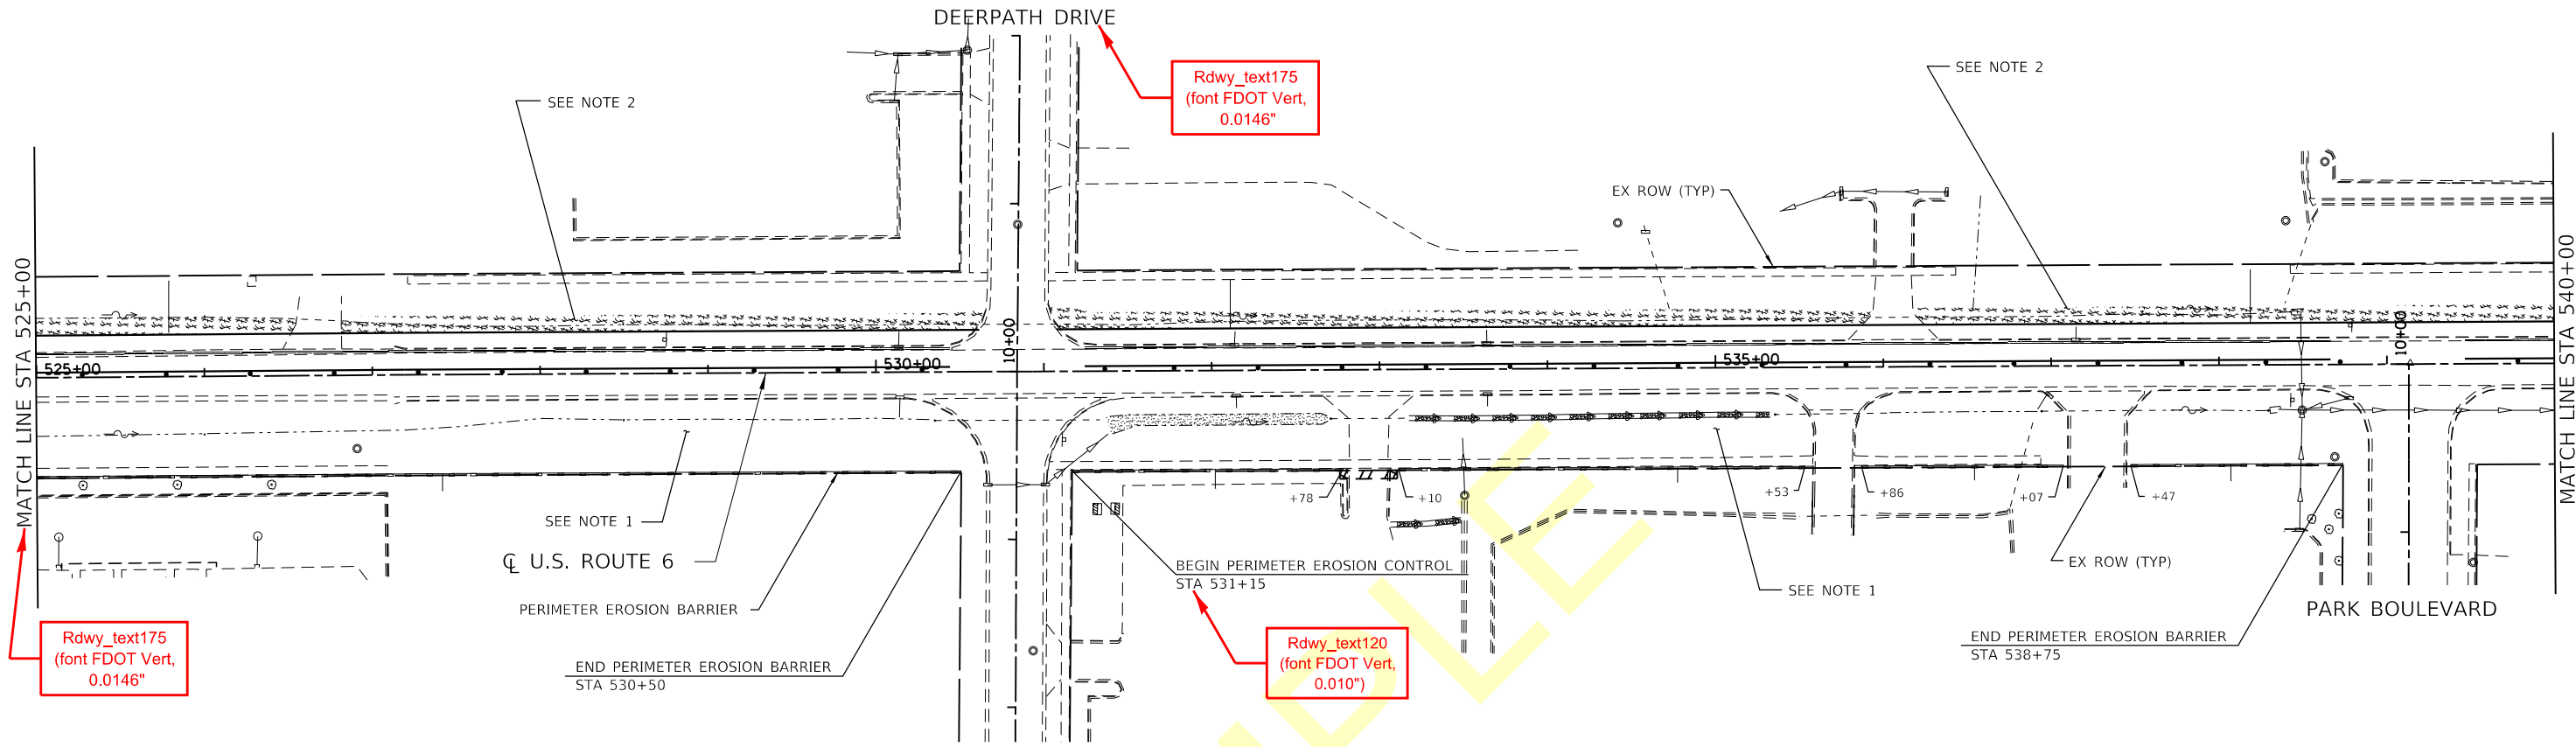 DEERPATH DRIVE
Rdwy_text175
(font FDOT Vert,
0.0146"
SEE NOTE 2
SEE NOTE 2
EX ROW (TYP)
MATCH LINE STA 525+00
MATCH LINE STA 540+00
525+00
530+00
10+00
535+00
10+00
+78
+10
+53
+86
+07
+47
SEE NOTE 1
℄ U.S. ROUTE 6
PERIMETER EROSION BARRIER
END PERIMETER EROSION BARRIER
STA 530+50
BEGIN PERIMETER EROSION CONTROL
STA 531+15
SEE NOTE 1
EX ROW (TYP)
PARK BOULEVARD
END PERIMETER EROSION BARRIER
STA 538+75
Rdwy_text175
(font FDOT Vert,
0.0146"
Rdwy_text120
(font FDOT Vert,
0.010")